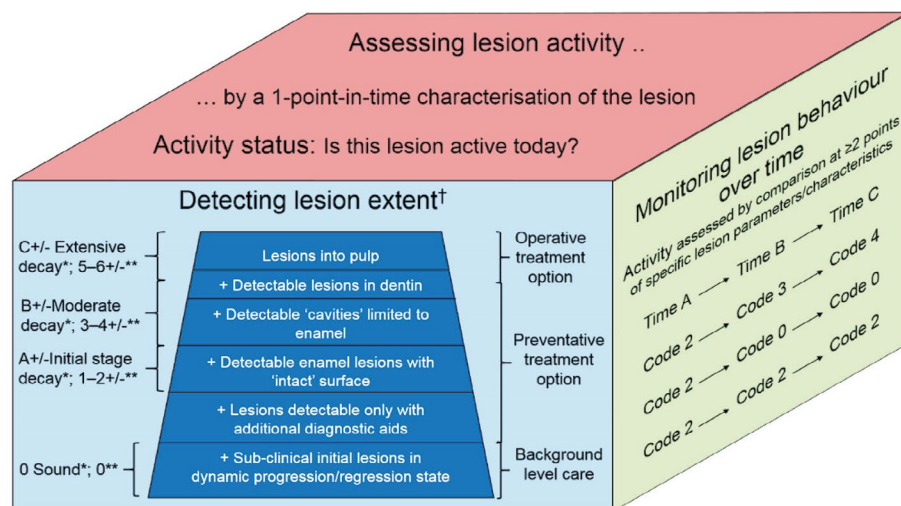 Assessing lesion activity ..
... by a 1-point-in-time characterisation of the lesion
Activity status: Is this lesion active today?
Detecting lesion extent†
C+/- Extensive
decay*; 5–6+/-**
B+/-Moderate
decay*; 3–4+/-**
A+/-Initial stage
decay*; 1–2+/-**
0 Sound*; 0**
Lesions into pulp
+ Detectable lesions in dentin
+ Detectable ‘cavities’ limited to
enamel
+ Detectable enamel lesions with
‘intact’ surface
+ Lesions detectable only with
additional diagnostic aids
+ Sub-clinical initial lesions in
dynamic progression/regression state
Operative
treatment
option
Preventative
treatment
option
Background
level care
Monitoring lesion behaviour
over time
Activity assessed by comparison at ≥2 points
of specific lesion parameters/characteristics
Time A → Time B → Time C
Code 2 → Code 3 → Code 4
Code 2 → Code 0 → Code 0
Code 2 → Code 2 → Code 2